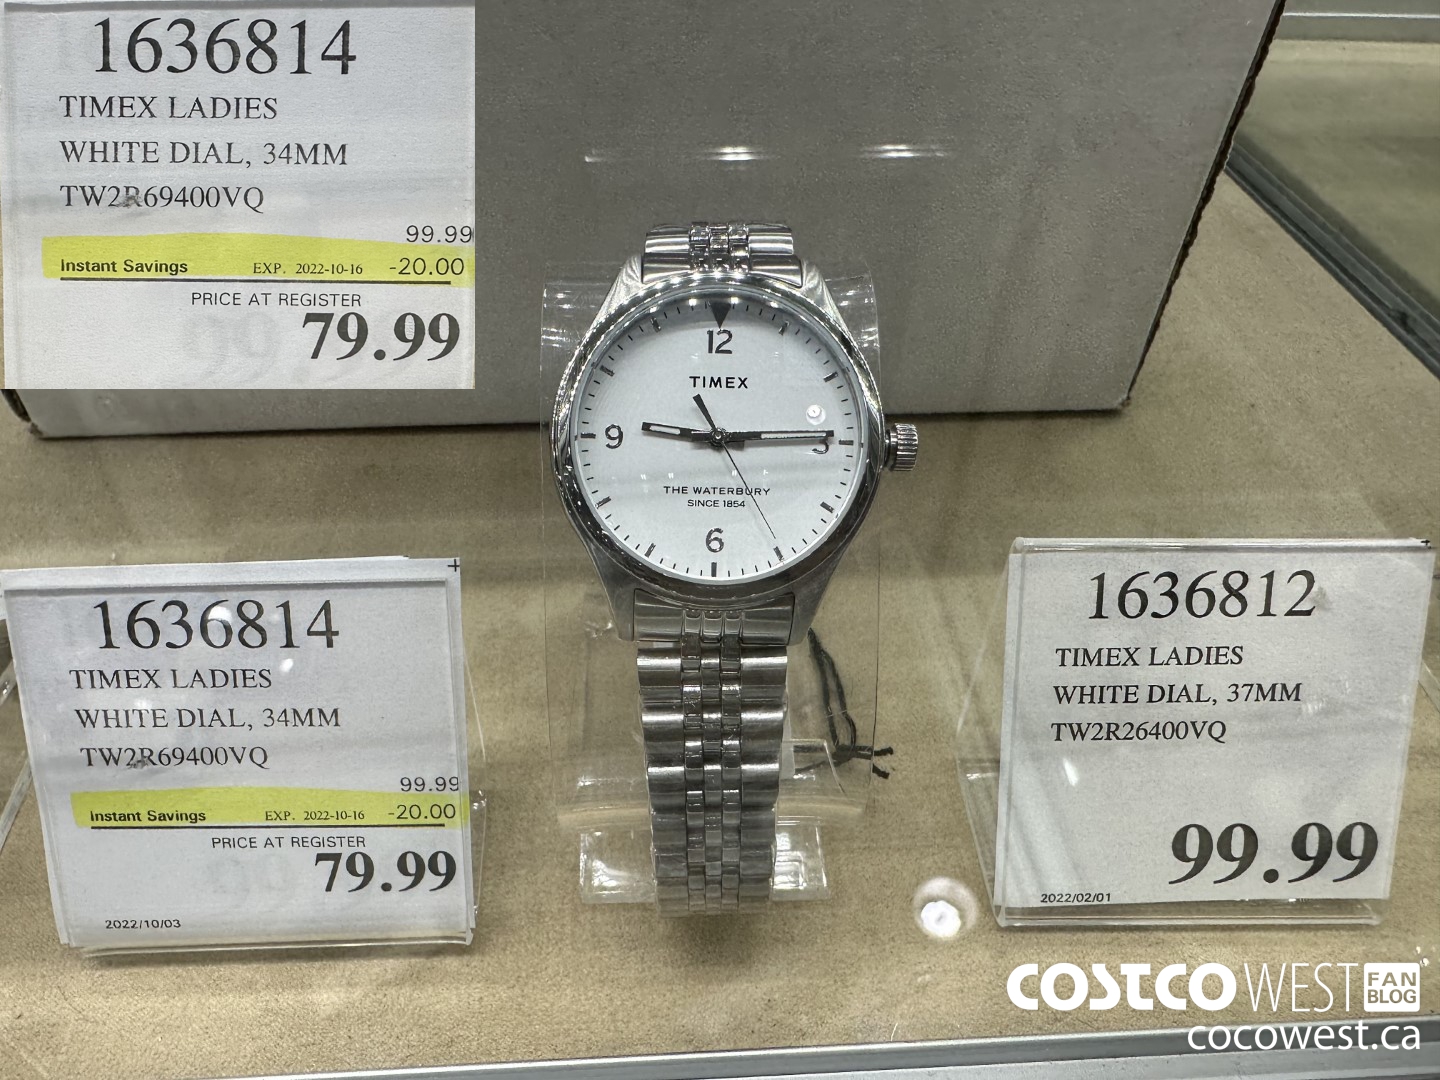 1636814
TIMEX LADIES
WHITE DIAL, 34MM
TW2R69400VQ
99.99
Instant Savings EXP. 2022-10-16 -20.00
PRICE AT REGISTER
79.99
12
TIMEX
9 3
THE WATERBURY
SINCE 1854
6
1636814
TIMEX LADIES
WHITE DIAL, 34MM
TW2R69400VQ
99.99
Instant Savings EXP. 2022-10-16 -20.00
PRICE AT REGISTER
79.99
2022/10/03
1636812
TIMEX LADIES
WHITE DIAL, 37MM
TW2R26400VQ
99.99
2022/02/01
COSTCO WEST FAN BLOG
cocowest.ca